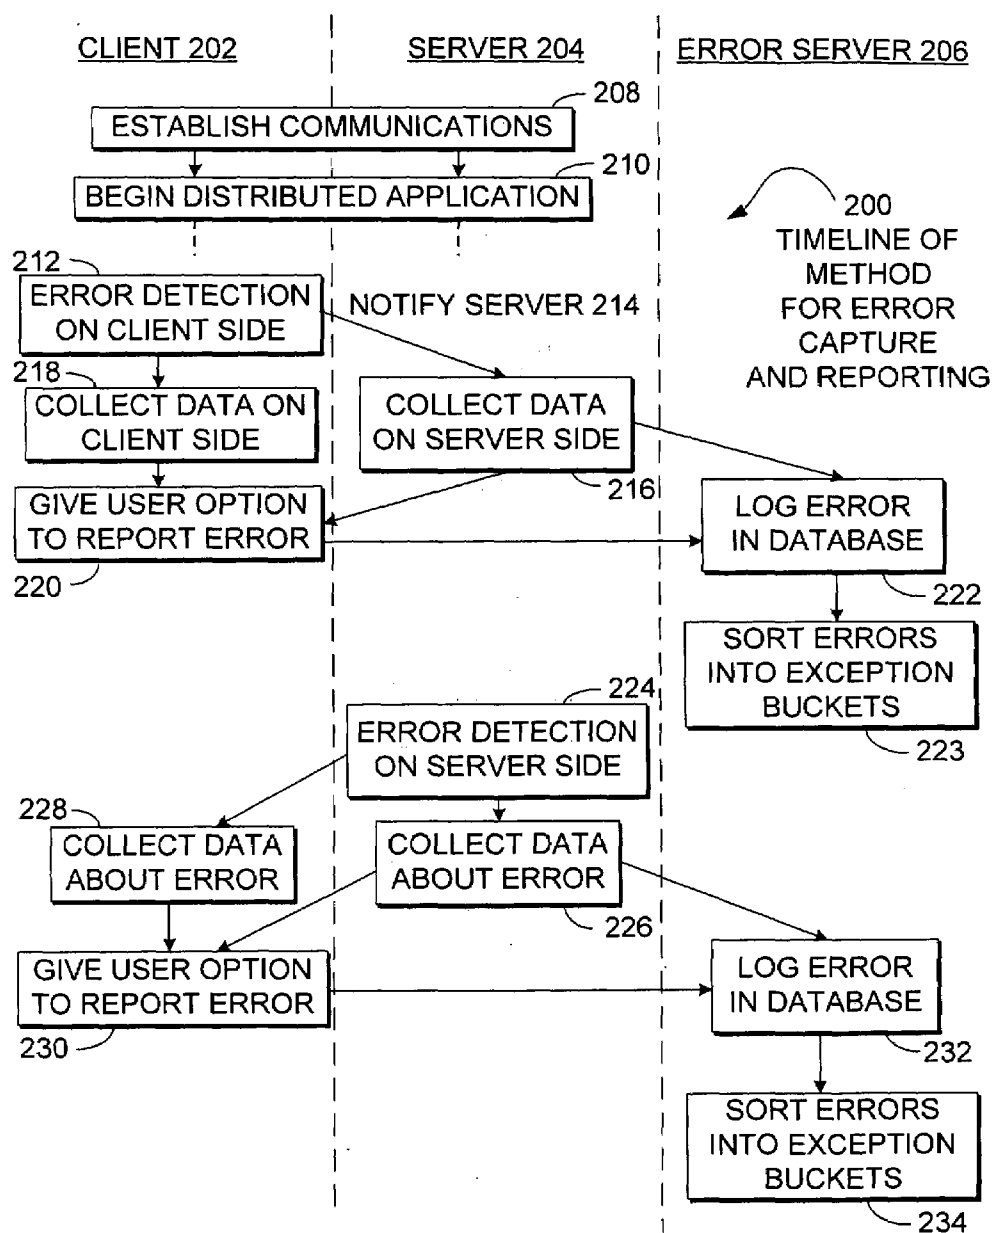 CLIENT 202
SERVER 204
ERROR SERVER 206
208
ESTABLISH COMMUNICATIONS
210
BEGIN DISTRIBUTED APPLICATION
200
TIMELINE OF
METHOD
FOR ERROR
CAPTURE
AND REPORTING
212
ERROR DETECTION
ON CLIENT SIDE
NOTIFY SERVER 214
218
COLLECT DATA ON
CLIENT SIDE
COLLECT DATA
ON SERVER SIDE
216
GIVE USER OPTION
TO REPORT ERROR
220
LOG ERROR
IN DATABASE
222
SORT ERRORS
INTO EXCEPTION
BUCKETS
223
224
ERROR DETECTION
ON SERVER SIDE
228
COLLECT DATA
ABOUT ERROR
COLLECT DATA
ABOUT ERROR
226
GIVE USER OPTION
TO REPORT ERROR
230
LOG ERROR
IN DATABASE
232
SORT ERRORS
INTO EXCEPTION
BUCKETS
234